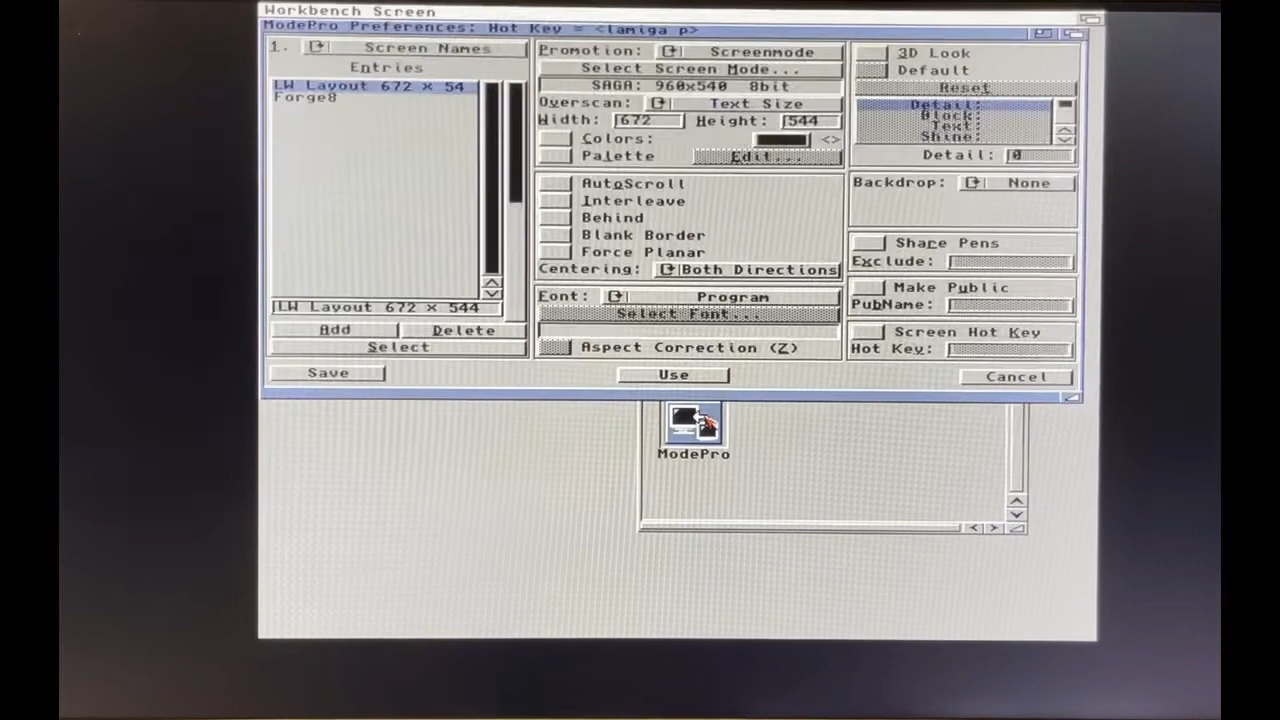 Workbench Screen
ModePro Preferences: Hot Key = <lamiga p>
1. Screen Names
Entries
LW Layout 672 x 54
Forge8
LW Layout 672 x 544
Add Delete
Select
Promotion: Screenmode
Select Screen Mode...
SAGA: 960x540 8bit
Overscan: Text Size
Width: 672 Height: 544
Colors: <>
Palette Edit...
AutoScroll
Interleave
Behind
Blank Border
Force Planar
Centering: Both Directions
Font: Program
Select Font...
Aspect Correction (Z)
3D Look
Default
Reset
Detail:
Block:
Text:
Shine:
Detail: 0
Backdrop: None
Share Pens
Exclude:
Make Public
PubName:
Screen Hot Key
Hot Key:
Save Use Cancel
ModePro